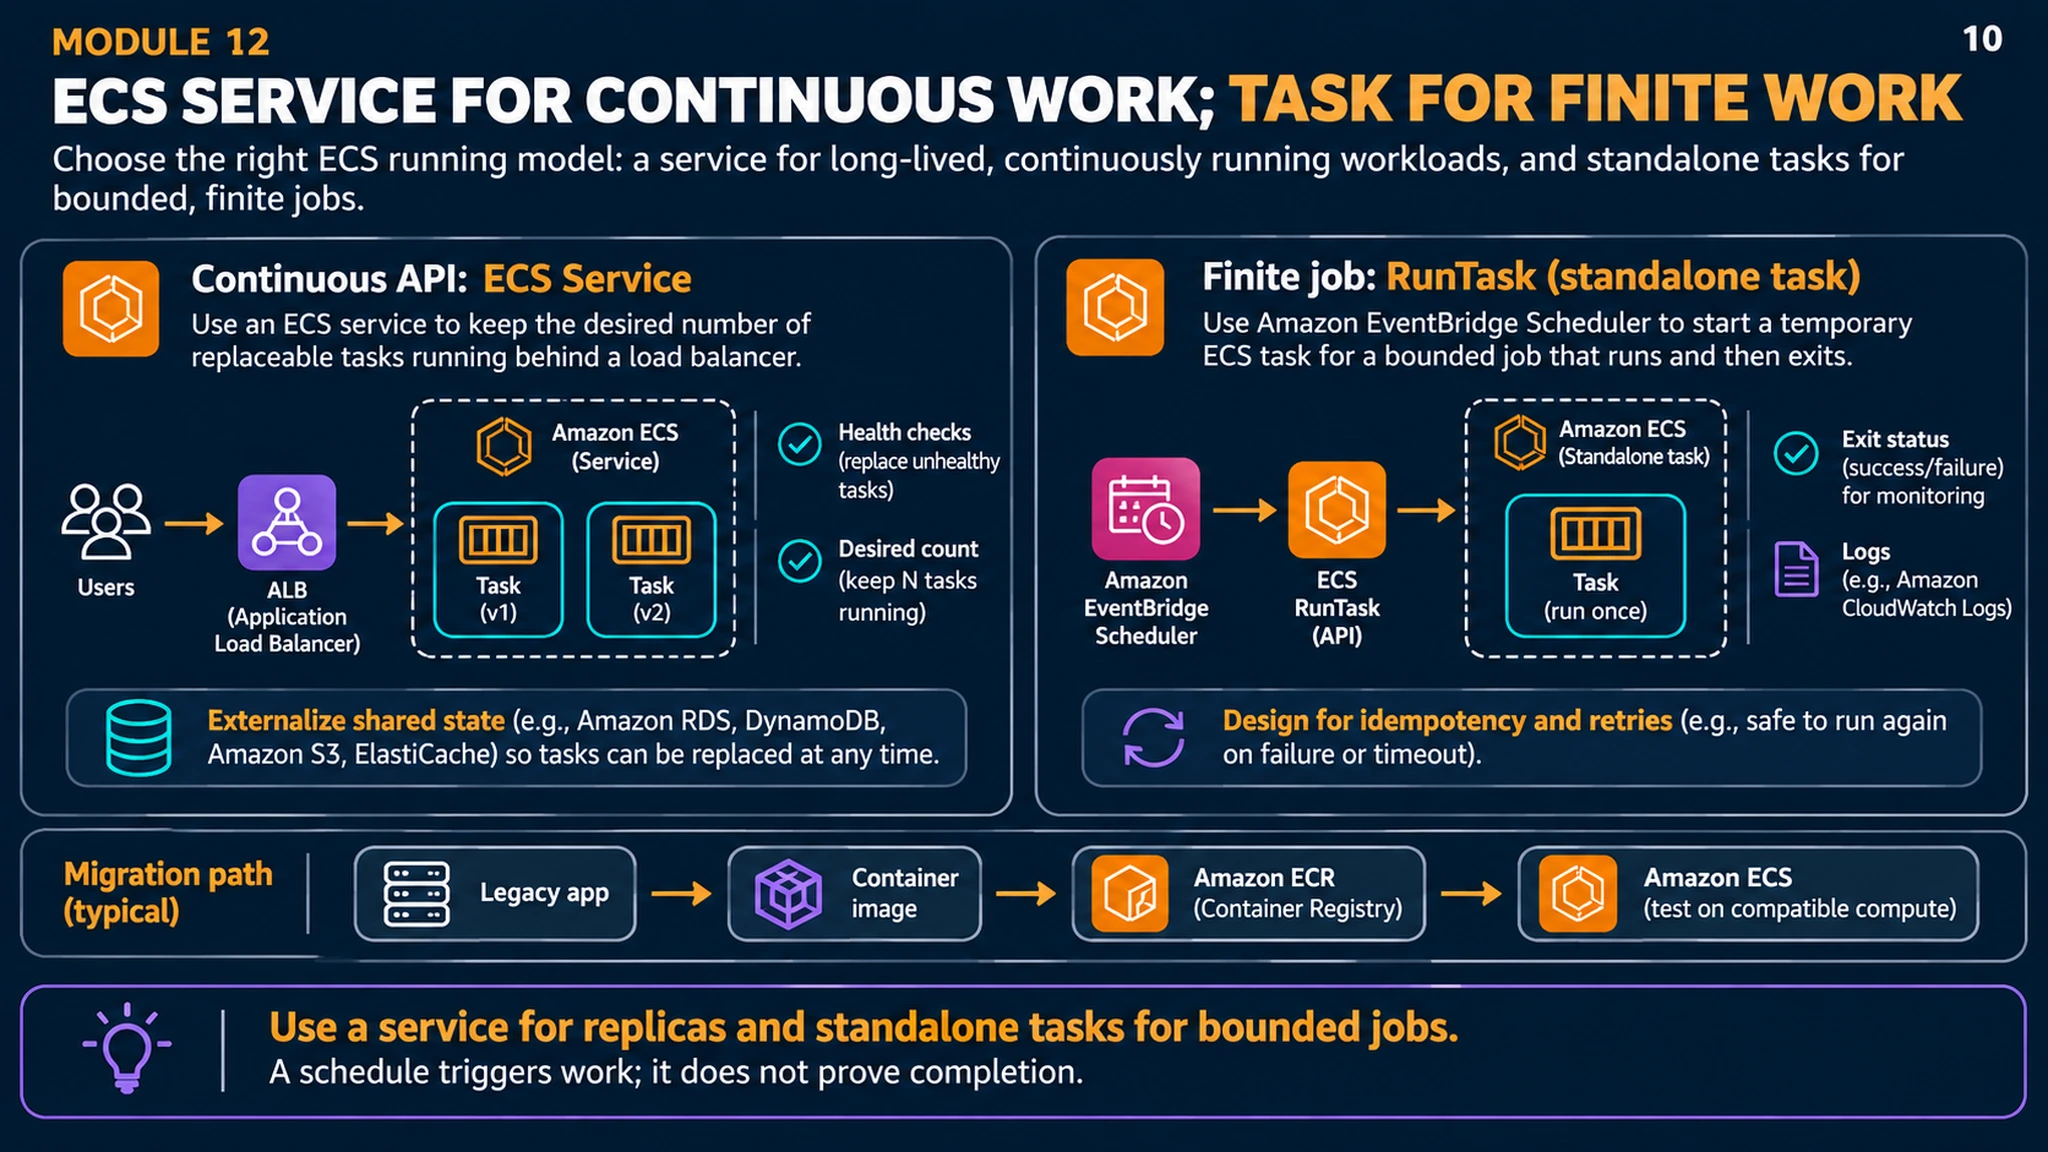 MODULE 12
10
ECS SERVICE FOR CONTINUOUS WORK; TASK FOR FINITE WORK
Choose the right ECS running model: a service for long-lived, continuously running workloads, and standalone tasks for
bounded, finite jobs.
Continuous API: ECS Service
Use an ECS service to keep the desired number of
replaceable tasks running behind a load balancer.
Users
ALB
(Application
Load Balancer)
Amazon ECS
(Service)
Task
(v1)
Task
(v2)
Health checks
(replace unhealthy
tasks)
Desired count
(keep N tasks
running)
Externalize shared state (e.g., Amazon RDS, DynamoDB,
Amazon S3, ElastiCache) so tasks can be replaced at any time.
Finite job: RunTask (standalone task)
Use Amazon EventBridge Scheduler to start a temporary
ECS task for a bounded job that runs and then exits.
Amazon
EventBridge
Scheduler
ECS
RunTask
(API)
Amazon ECS
(Standalone task)
Task
(run once)
Exit status
(success/failure)
for monitoring
Logs
(e.g., Amazon
CloudWatch Logs)
Design for idempotency and retries (e.g., safe to run again
on failure or timeout).
Migration path
(typical)
Legacy app
Container
image
Amazon ECR
(Container Registry)
Amazon ECS
(test on compatible compute)
Use a service for replicas and standalone tasks for bounded jobs.
A schedule triggers work; it does not prove completion.